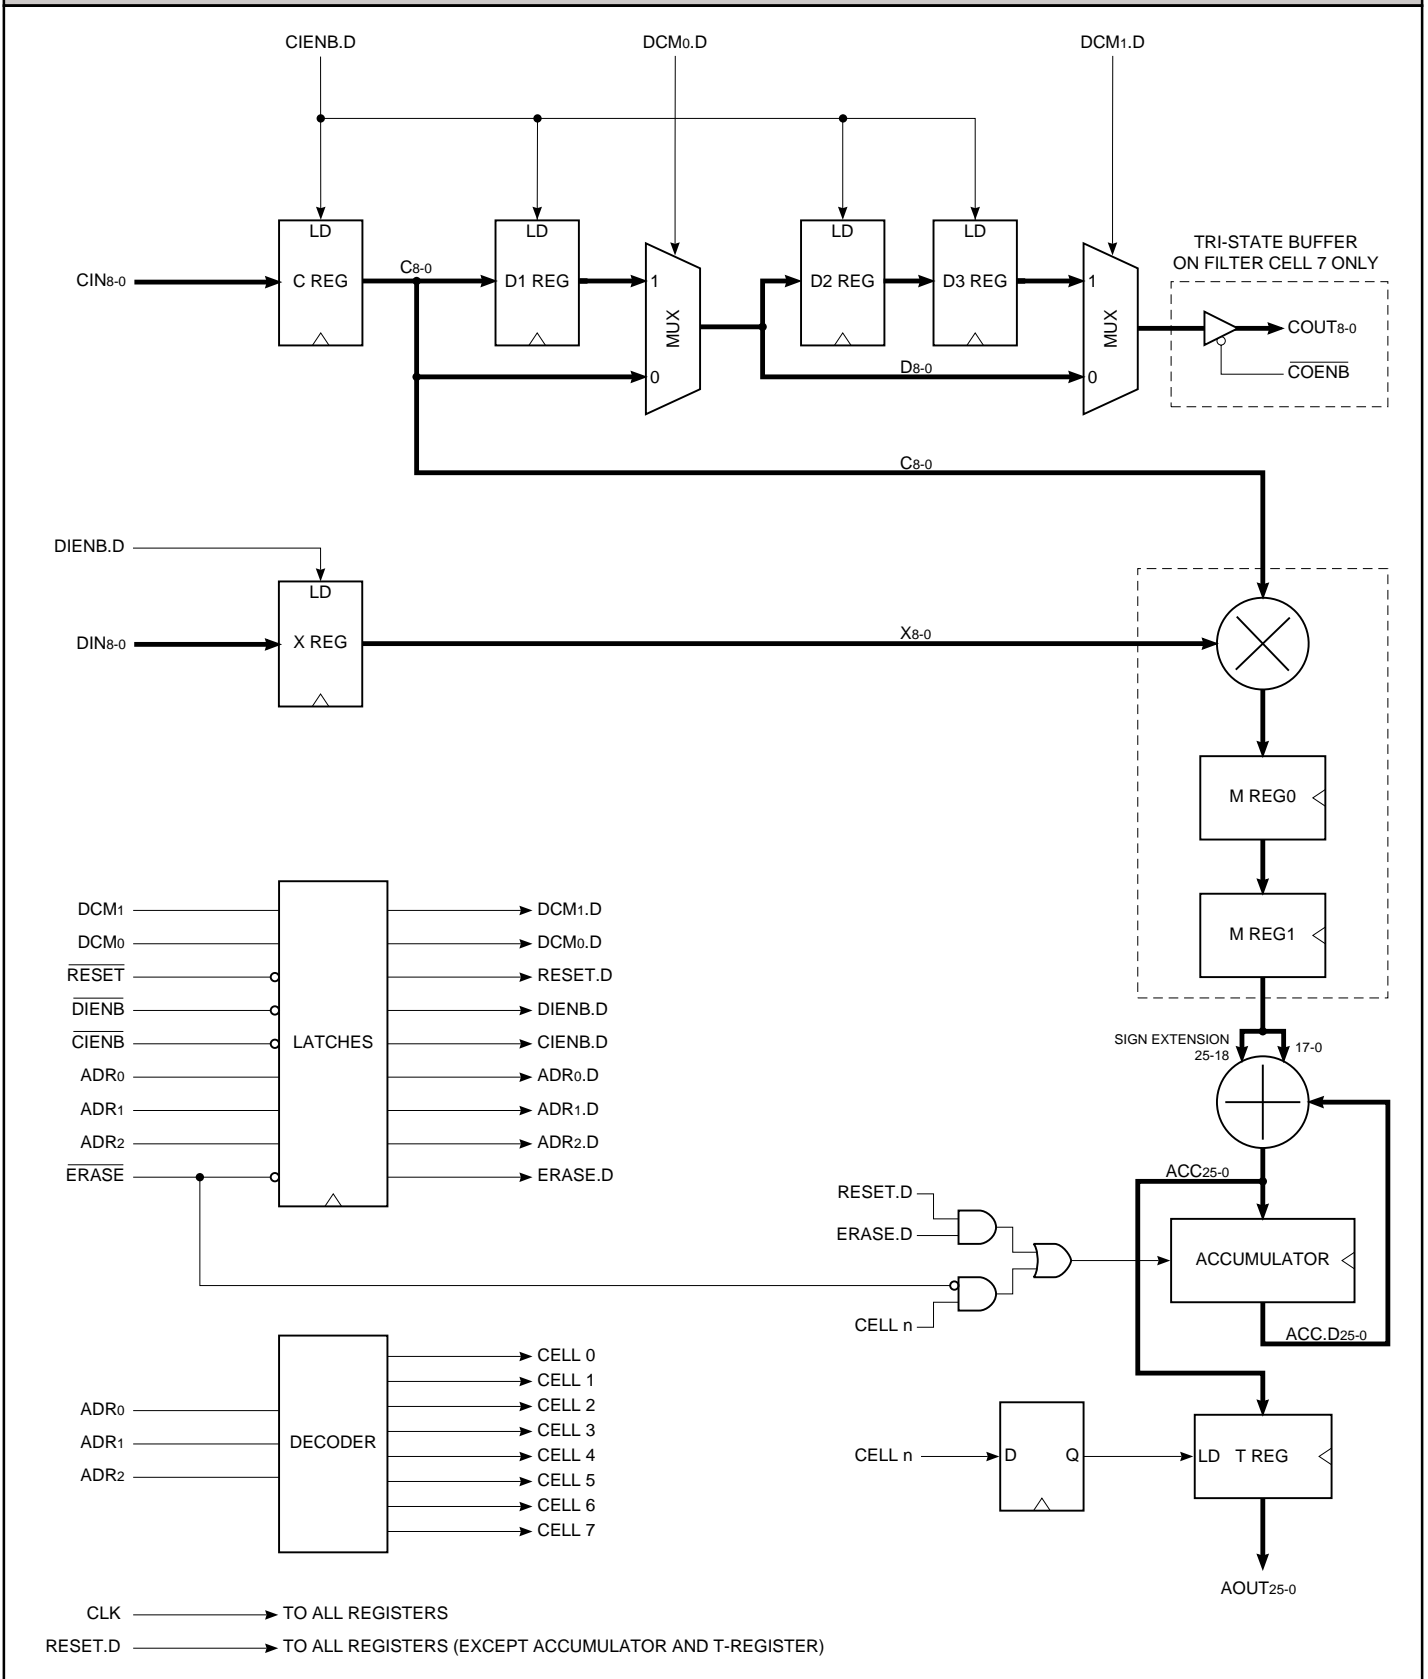 CIENB.D DCM0.D DCM1.D
LD LD LD LD
TRI-STATE BUFFER
ON FILTER CELL 7 ONLY
CIN8-0 C REG C8-0 D1 REG 1 MUX 0 D2 REG D3 REG 1 MUX 0 COUT8-0
D8-0 COENB
C8-0
DIENB.D
LD
DIN8-0 X REG X8-0
M REG0
M REG1
DCM1 DCM1.D
DCM0 DCM0.D
RESET RESET.D
DIENB DIENB.D
CIENB LATCHES CIENB.D
ADR0 ADR0.D
ADR1 ADR1.D
ADR2 ADR2.D
ERASE ERASE.D
SIGN EXTENSION
25-18 17-0
ACC25-0
RESET.D
ERASE.D
ACCUMULATOR
CELL n
ACC.D25-0
CELL 0
CELL 1
CELL 2
CELL 3
CELL 4
CELL 5
CELL 6
CELL 7
ADR0
ADR1 DECODER
ADR2
CELL n D Q LD T REG
AOUT25-0
CLK TO ALL REGISTERS
RESET.D TO ALL REGISTERS (EXCEPT ACCUMULATOR AND T-REGISTER)